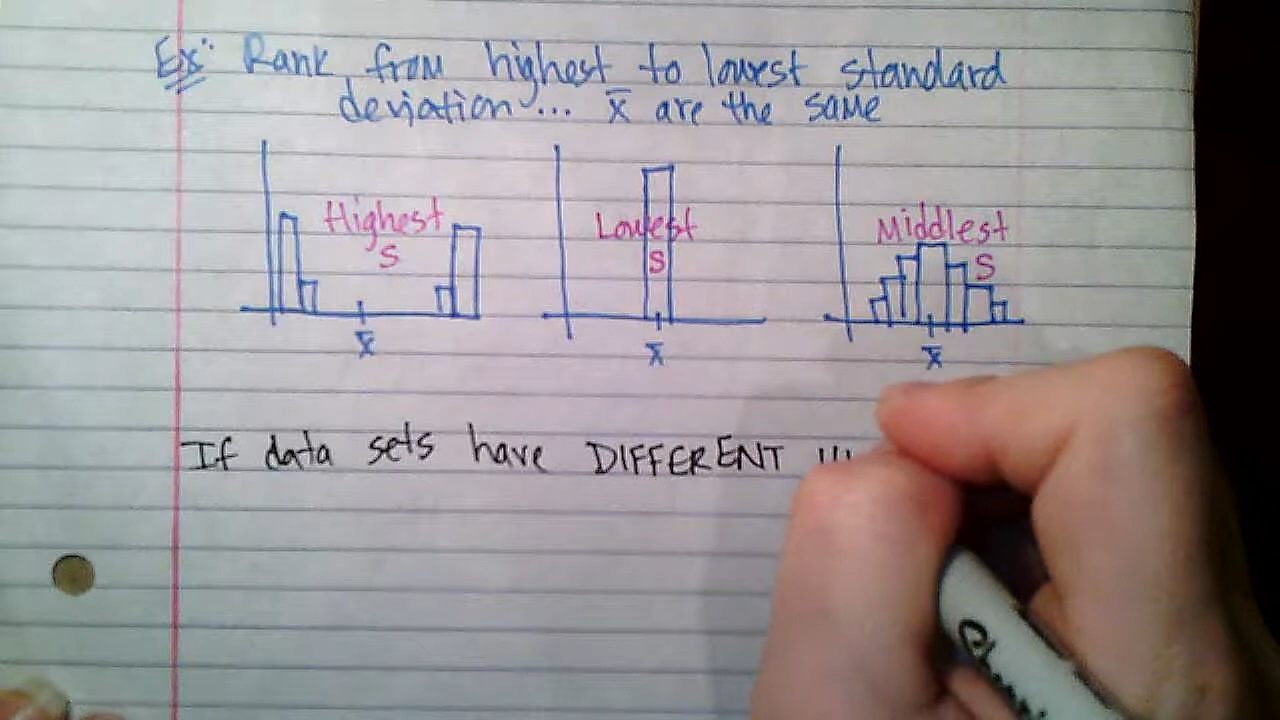 Ex: Rank from highest to lowest standard
deviation... x̄ are the same
Highest
S
x̄
Lowest
S
x̄
Middlest
S
x̄
If data sets have DIFFERENT